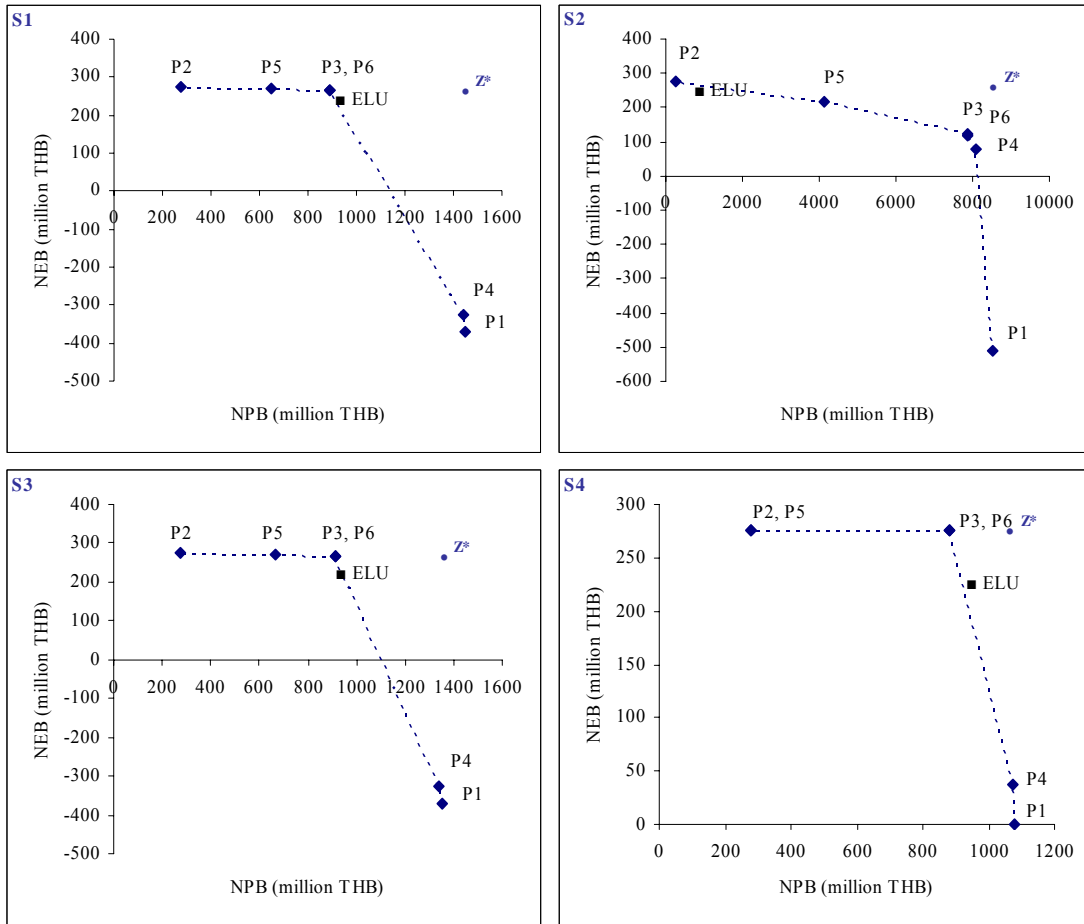 S1
400
300
200
100
0
-100
-200
-300
-400
-500
0 200 400 600 800 1000 1200 1400 1600
P2 P5 P3, P6 Z*
ELU
P4
P1
NEB (million THB)
NPB (million THB)
S2
400
300
200
100
0
-100
-200
-300
-400
-500
-600
0 2000 4000 6000 8000 10000
P2
ELU
P5
Z*
P3 P6
P4
P1
NEB (million THB)
NPB (million THB)
S3
400
300
200
100
0
-100
-200
-300
-400
-500
0 200 400 600 800 1000 1200 1400 1600
P2 P5 P3, P6 Z*
ELU
P4
P1
NEB (million THB)
NPB (million THB)
S4
300
250
200
150
100
50
0
0 200 400 600 800 1000 1200
P2, P5 P3, P6 Z*
ELU
P4
P1
NEB (million THB)
NPB (million THB)